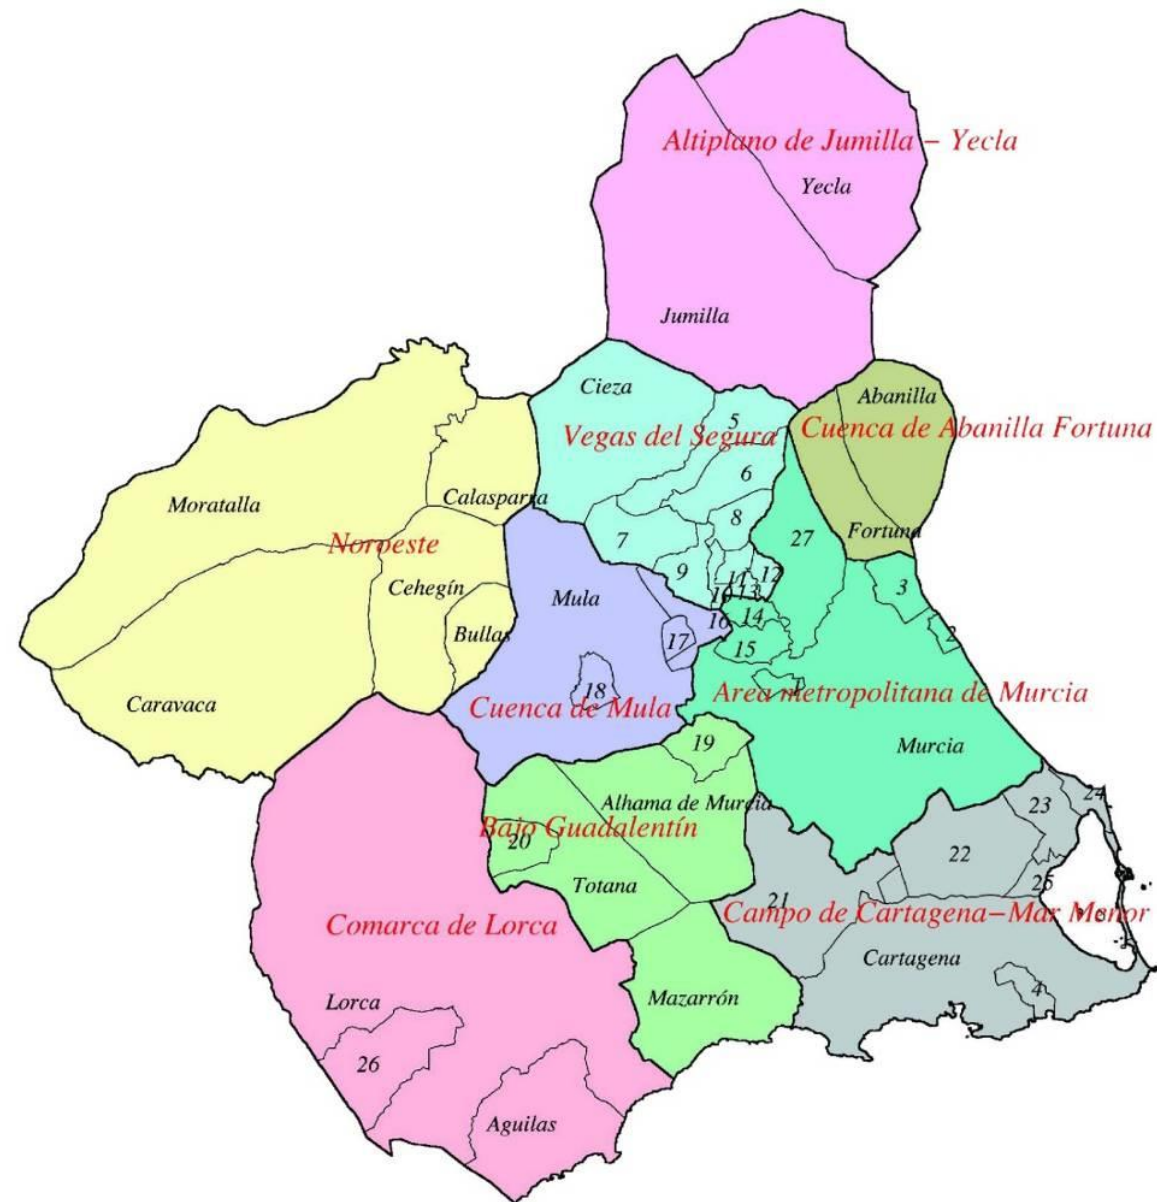 Altiplano de Jumilla – Yecla
Yecla
Jumilla
Cieza
Abanilla
5
Vegas del Segura
Cuenca de Abanilla Fortuna
6
Calasparra
Moratalla
8
Fortuna
27
7
Noroeste
9
11
12
Cehegín
3
13
10
Mula
14
16
Bullas
17
2
15
18
1
Area metropolitana de Murcia
Caravaca
Cuenca de Mula
19
Murcia
24
Alhama de Murcia
23
Bajo Guadalentín
20
22
25
Totana
21
Campo de Cartagena–Mar Menor
Comarca de Lorca
Cartagena
4
Mazarrón
Lorca
26
Aguilas